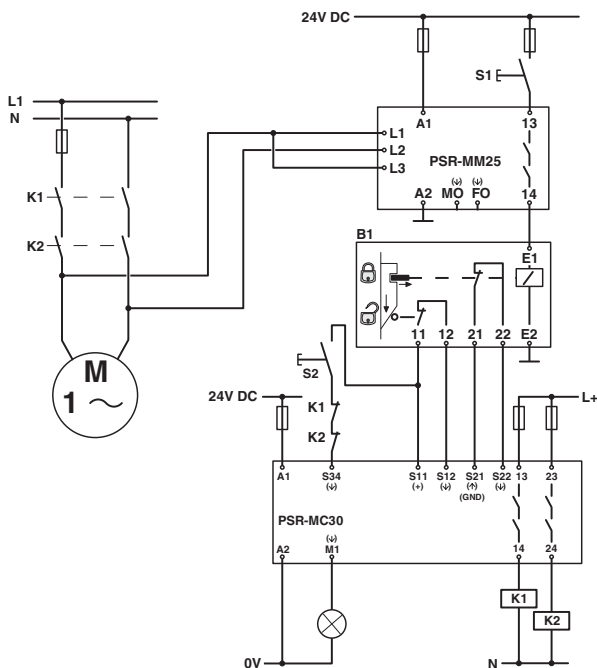 24V DC
S1
L1
N
A1
13
L1
L2
L3
PSR-MM25
(↓) (↓)
A2 MO FO
14
K1
K2
B1
E1
11 12 21 22 E2
M
1 ~
S2
24V DC
K1
K2
L+
A1
S34
(↓)
S11
(+)
S12
(↓)
S21
(↑)
(GND)
S22
(↓)
13
23
PSR-MC30
A2
(↓)
M1
14
24
K1
K2
0V
N